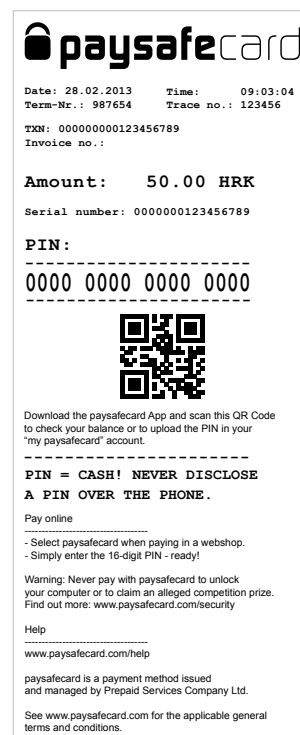 paysafecard
Date: 28.02.2013 Time: 09:03:04
Term-Nr.: 987654 Trace no.: 123456
TXN: 000000000123456789
Invoice no.:
Amount: 50.00 HRK
Serial number: 0000000123456789
PIN:
----------------------
0000 0000 0000 0000
----------------------
Download the paysafecard App and scan this QR Code
to check your balance or to upload the PIN in your
“my paysafecard” account.
----------------------
PIN = CASH! NEVER DISCLOSE
A PIN OVER THE PHONE.
Pay online
------------------------------------
- Select paysafecard when paying in a webshop.
- Simply enter the 16-digit PIN - ready!
Warning: Never pay with paysafecard to unlock
your computer or to claim an alleged competition prize.
Find out more: www.paysafecard.com/security
Help
------------------------------------
www.paysafecard.com/help
paysafecard is a payment method issued
and managed by Prepaid Services Company Ltd.
See www.paysafecard.com for the applicable general
terms and conditions.